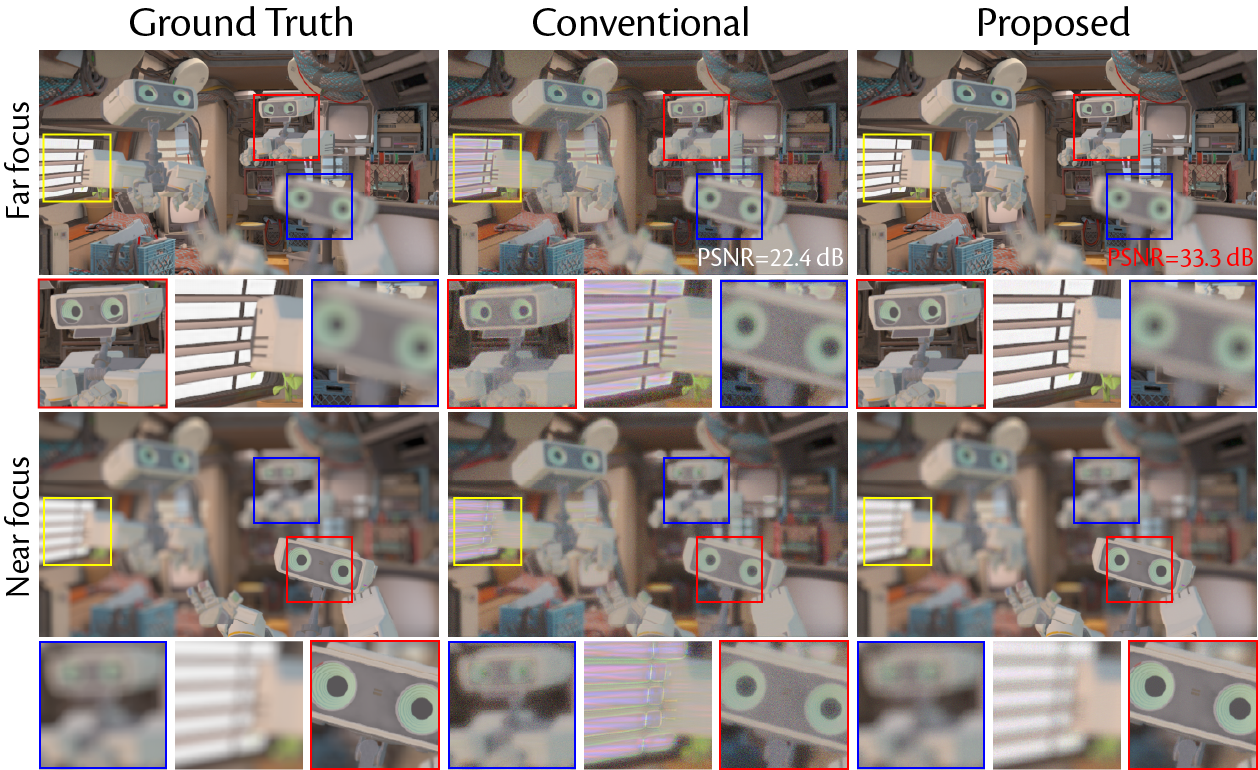 Ground Truth
Conventional
Proposed
Far focus
PSNR=22.4 dB
PSNR=33.3 dB
Near focus